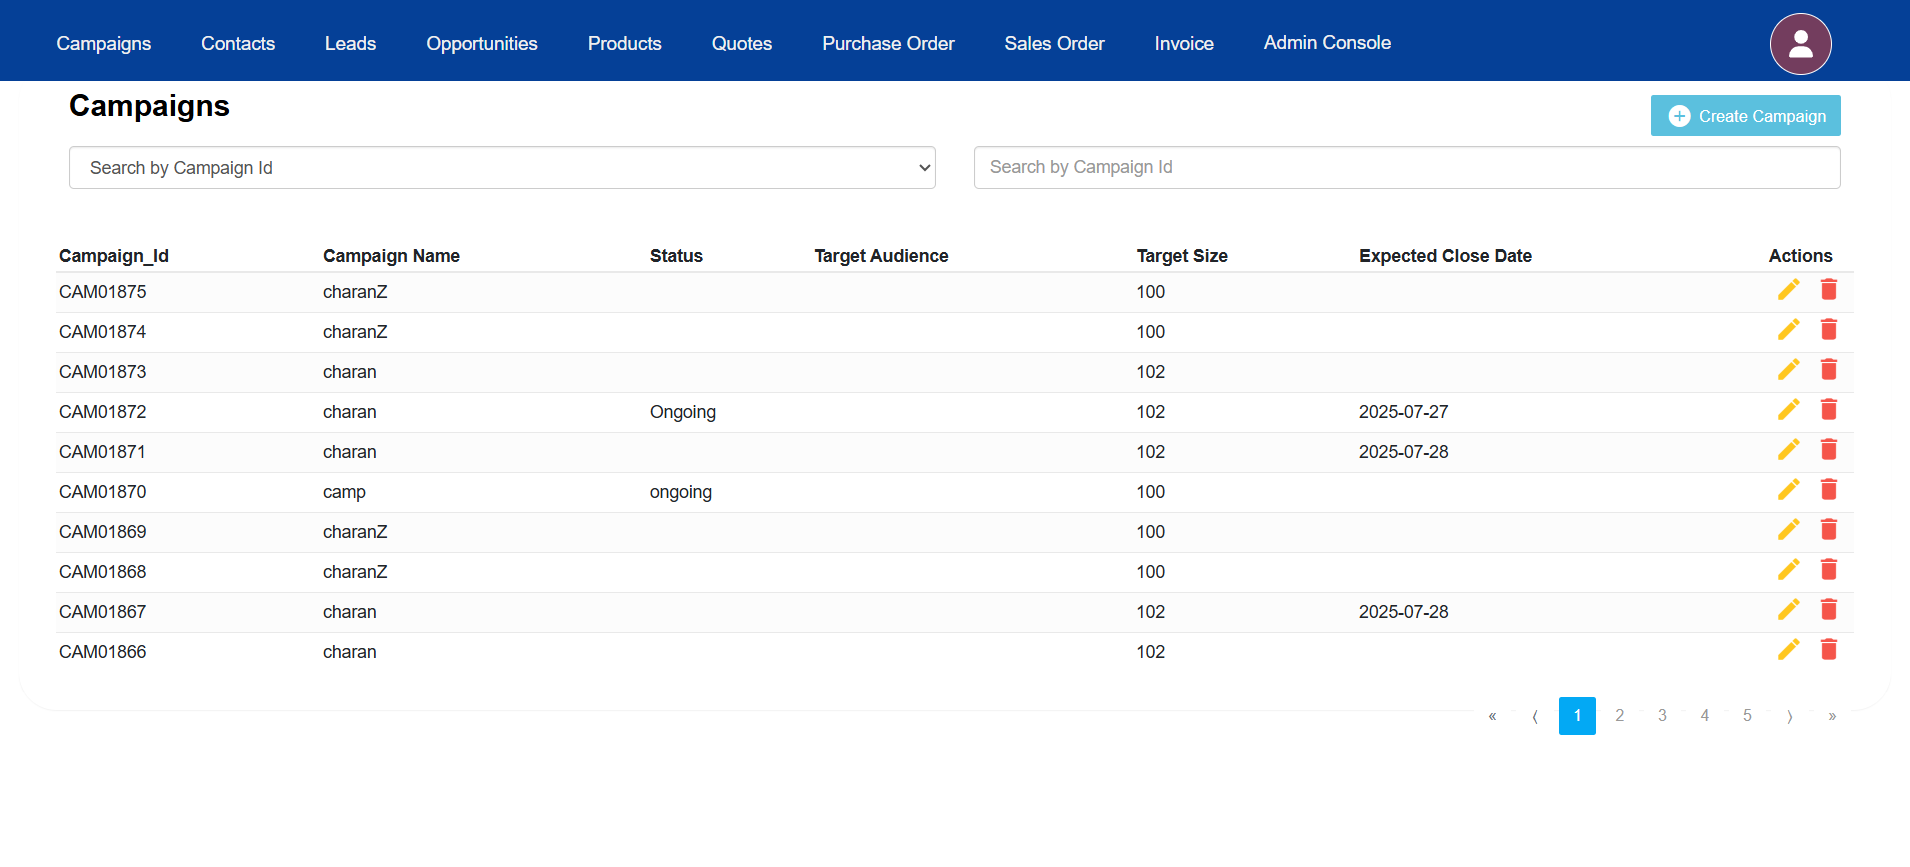 Campaigns Contacts Leads Opportunities Products Quotes Purchase Order Sales Order Invoice Admin Console
Campaigns
Create Campaign
Search by Campaign Id Search by Campaign Id
Campaign_Id Campaign Name Status Target Audience Target Size Expected Close Date Actions
CAM01875 charanZ 100
CAM01874 charanZ 100
CAM01873 charan 102
CAM01872 charan Ongoing 102 2025-07-27
CAM01871 charan 102 2025-07-28
CAM01870 camp ongoing 100
CAM01869 charanZ 100
CAM01868 charanZ 100
CAM01867 charan 102 2025-07-28
CAM01866 charan 102
« ⟨ 1 2 3 4 5 ⟩ »